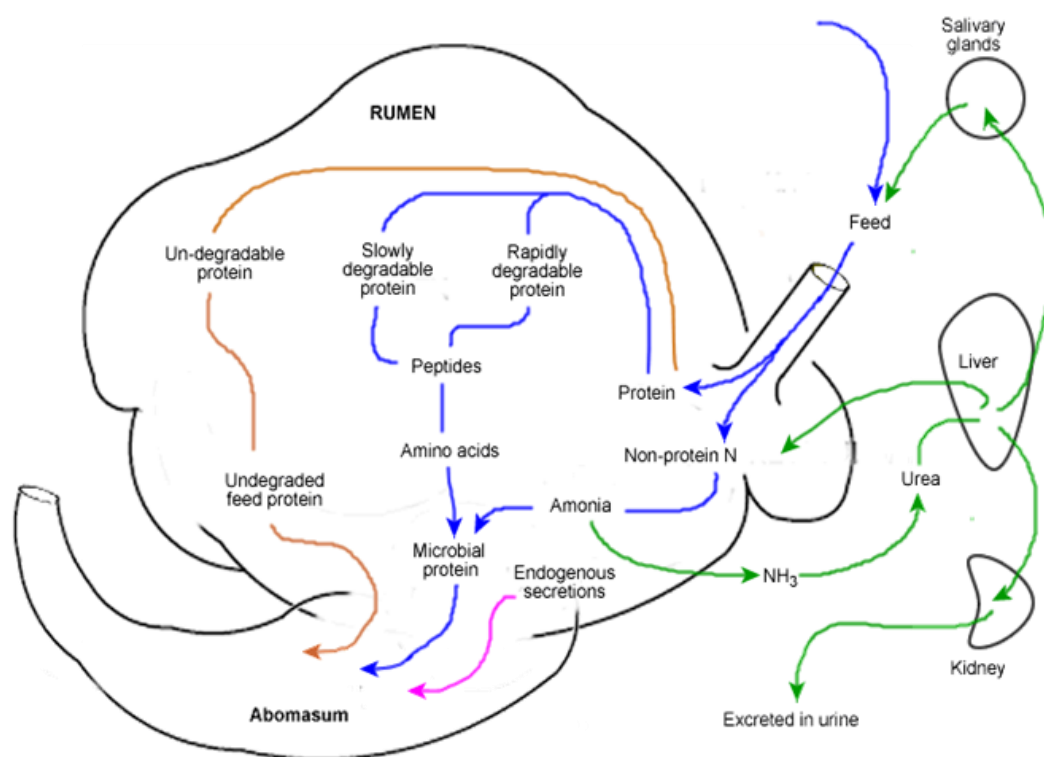 Salivary
glands
RUMEN
Feed
Un-degradable
protein
Slowly
degradable
protein
Rapidly
degradable
protein
Liver
Peptides
Protein
Amino acids
Non-protein N
Undegraded
feed protein
Urea
Amonia
Microbial
protein
Endogenous
secretions
NH3
Kidney
Abomasum
Excreted in urine